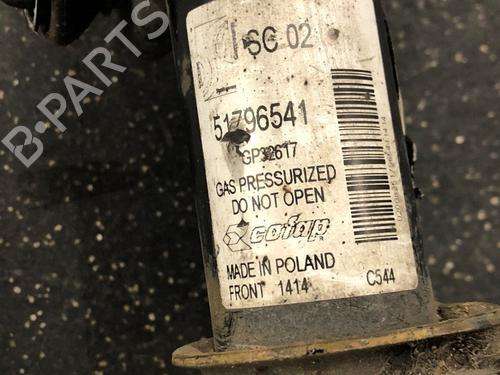 SC 02
51796541
GP32617
GAS PRESSURIZED
DO NOT OPEN
cofap
MADE IN POLAND
FRONT 1414 C544
B-PARTS